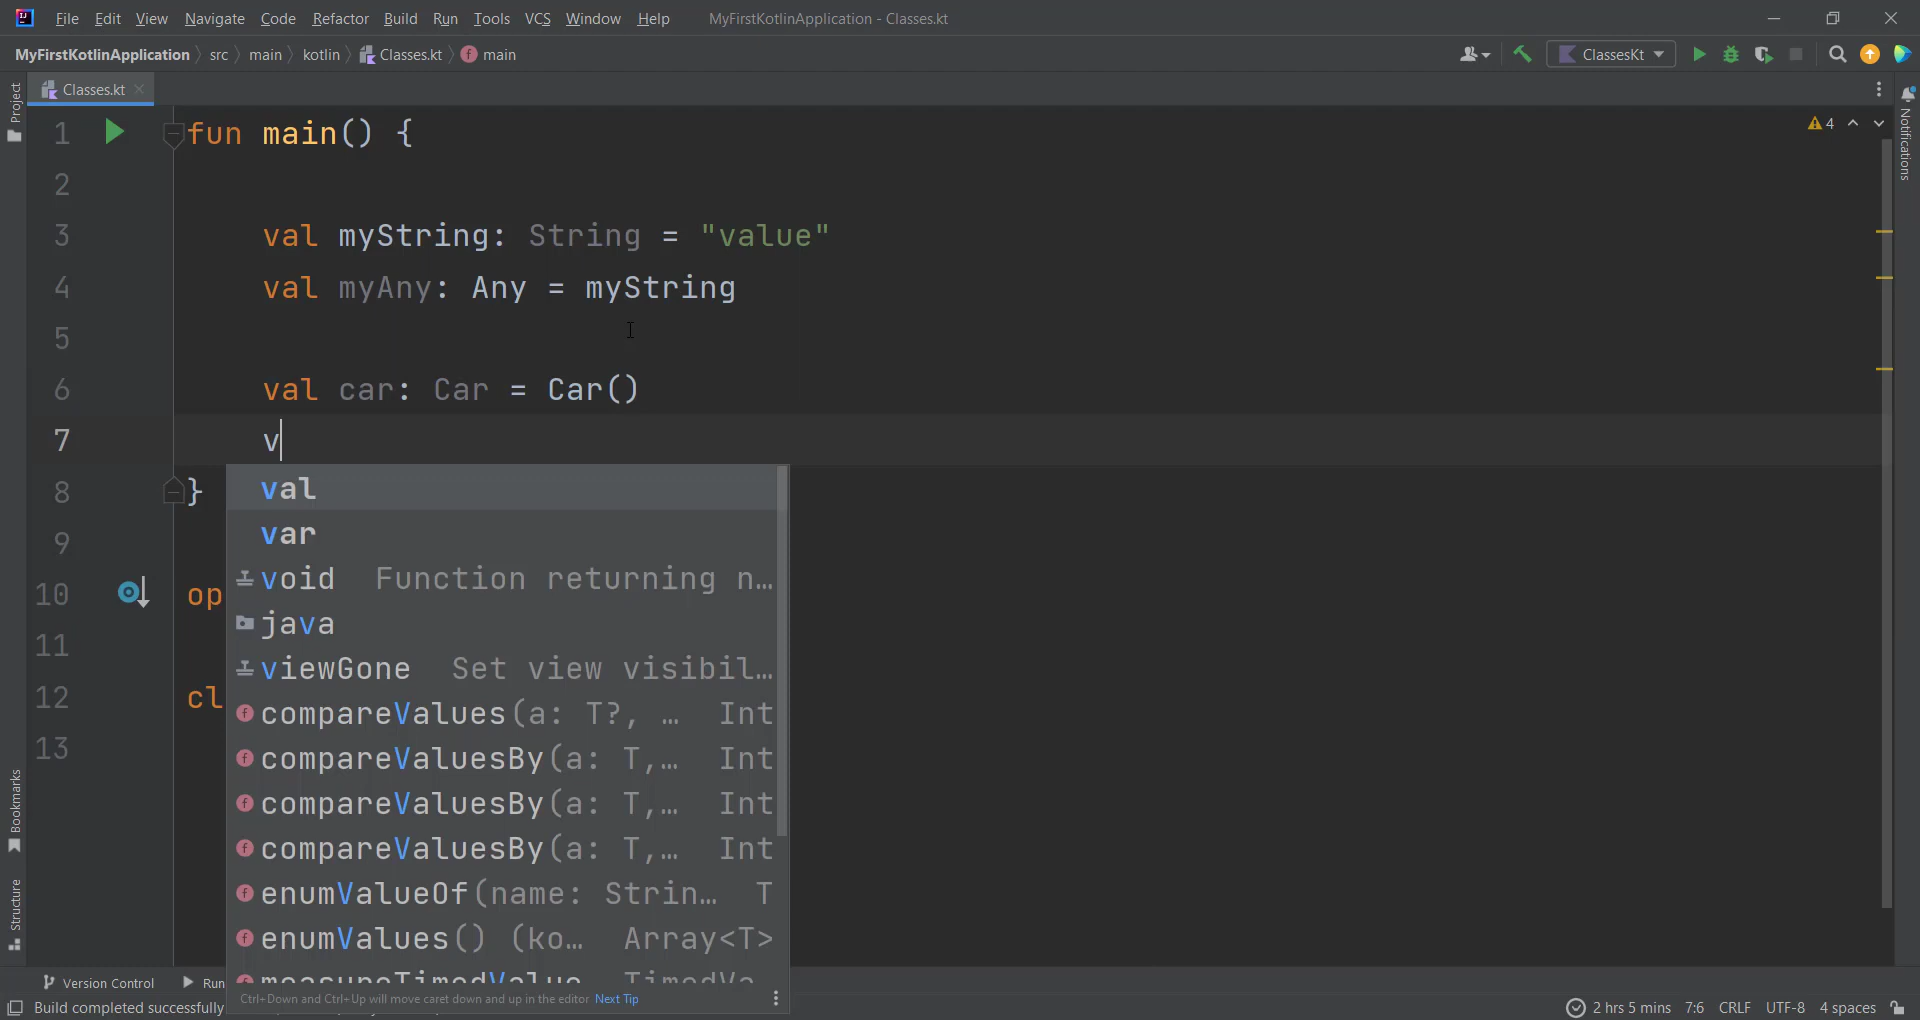 File Edit View Navigate Code Refactor Build Run Tools VCS Window Help MyFirstKotlinApplication - Classes.kt
MyFirstKotlinApplication src main kotlin Classes.kt main ClassesKt
Project
Classes.kt
Notifications
4
1 fun main() {
2
3 val myString: String = "value"
4 val myAny: Any = myString
5
6 val car: Car = Car()
7 v
8 }
9
10 op
11
12 cl
13
val
var
void Function returning n…
java
viewGone Set view visibil…
compareValues(a: T?, … Int
compareValuesBy(a: T,… Int
compareValuesBy(a: T,… Int
compareValuesBy(a: T,… Int
enumValueOf(name: Strin… T
enumValues() (ko… Array<T>
measureTimedValue TimedVa
Ctrl+Down and Ctrl+Up will move caret down and up in the editor Next Tip
Bookmarks
Structure
Version Control Run
Build completed successfully
2 hrs 5 mins 7:6 CRLF UTF-8 4 spaces